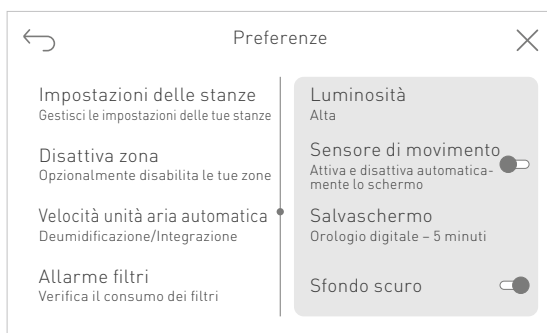 Preferenze
Impostazioni delle stanze
Gestisci le impostazioni delle tue stanze
Disattiva zona
Opzionalmente disabilita le tue zone
Velocità unità aria automatica
Deumidificazione/Integrazione
Allarme filtri
Verifica il consumo dei filtri
Luminosità
Alta
Sensore di movimento
Attiva e disattiva automatica-
mente lo schermo
Salvaschermo
Orologio digitale – 5 minuti
Sfondo scuro